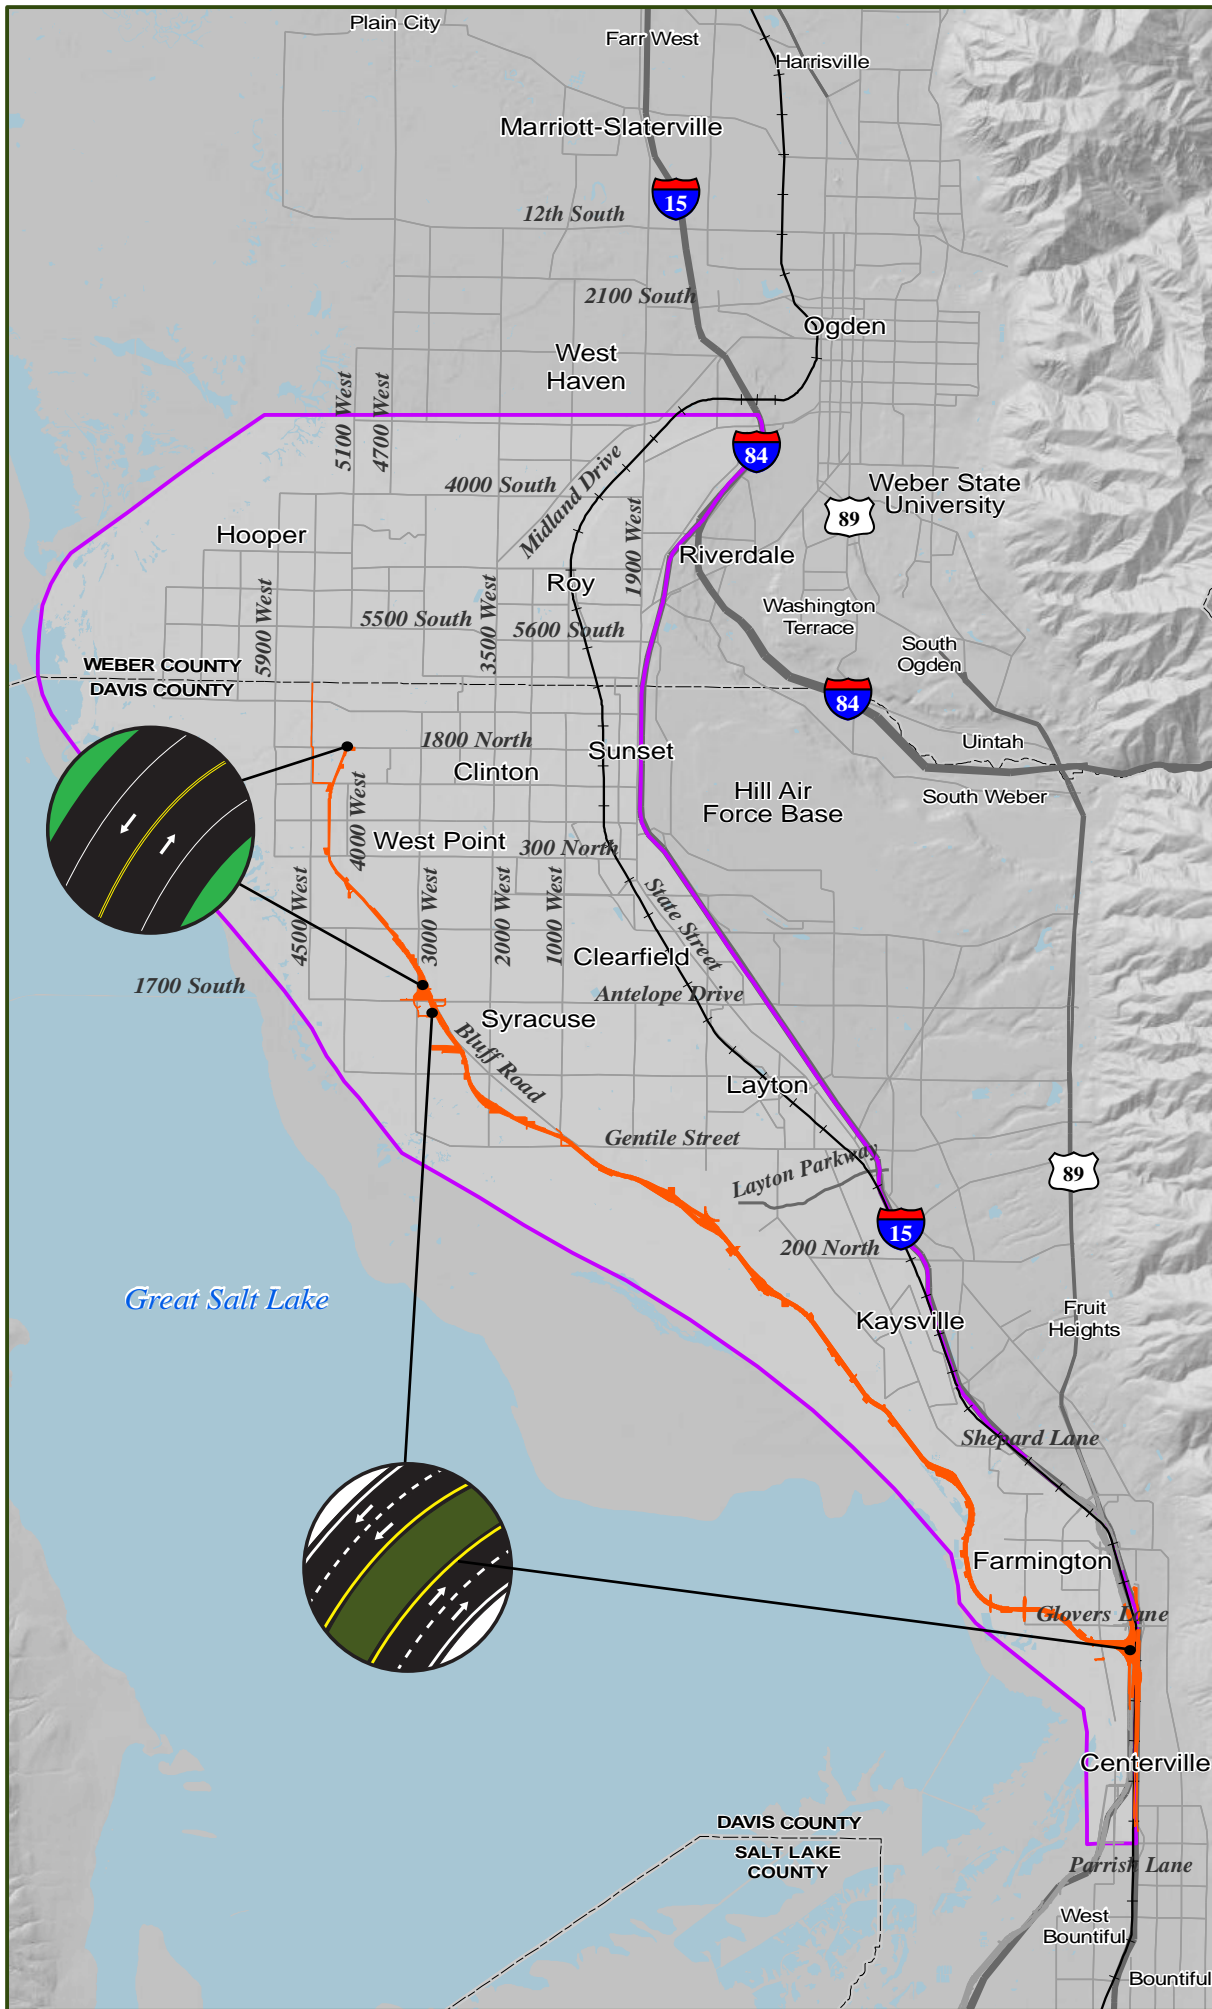 Plain City
Farr West
Harrisville
Marriott-Slaterville
15
12th South
2100 South
Ogden
West
Haven
5100 West
4700 West
84
Midland Drive
4000 South
Weber State
University
89
1900 West
Hooper
Riverdale
Roy
3500 West
5900 West
Washington
Terrace
5500 South
5600 South
South
Ogden
WEBER COUNTY
DAVIS COUNTY
84
1800 North
Sunset
Uintah
Clinton
Hill Air
Force Base
South Weber
4000 West
West Point
300 North
4500 West
3000 West
2000 West
1000 West
State Street
Clearfield
1700 South
Antelope Drive
Syracuse
Bluff Road
Layton
Gentile Street
Layton Parkway
89
15
200 North
Great Salt Lake
Kaysville
Fruit
Heights
Shepard Lane
Farmington
Glovers Lane
Centerville
DAVIS COUNTY
SALT LAKE
COUNTY
Parrish Lane
West
Bountiful
Bountiful